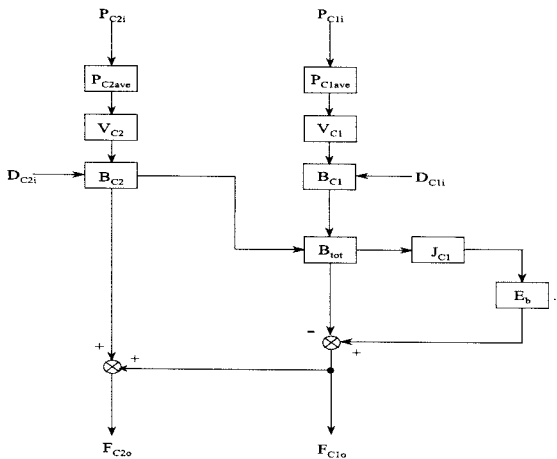 P_C2i P_C1i
P_C2ave P_C1ave
V_C2 V_C1
D_C2i B_C2 B_C1 D_C1i
B_tot J_C1
E_b
- +
+ +
F_C2o F_C1o